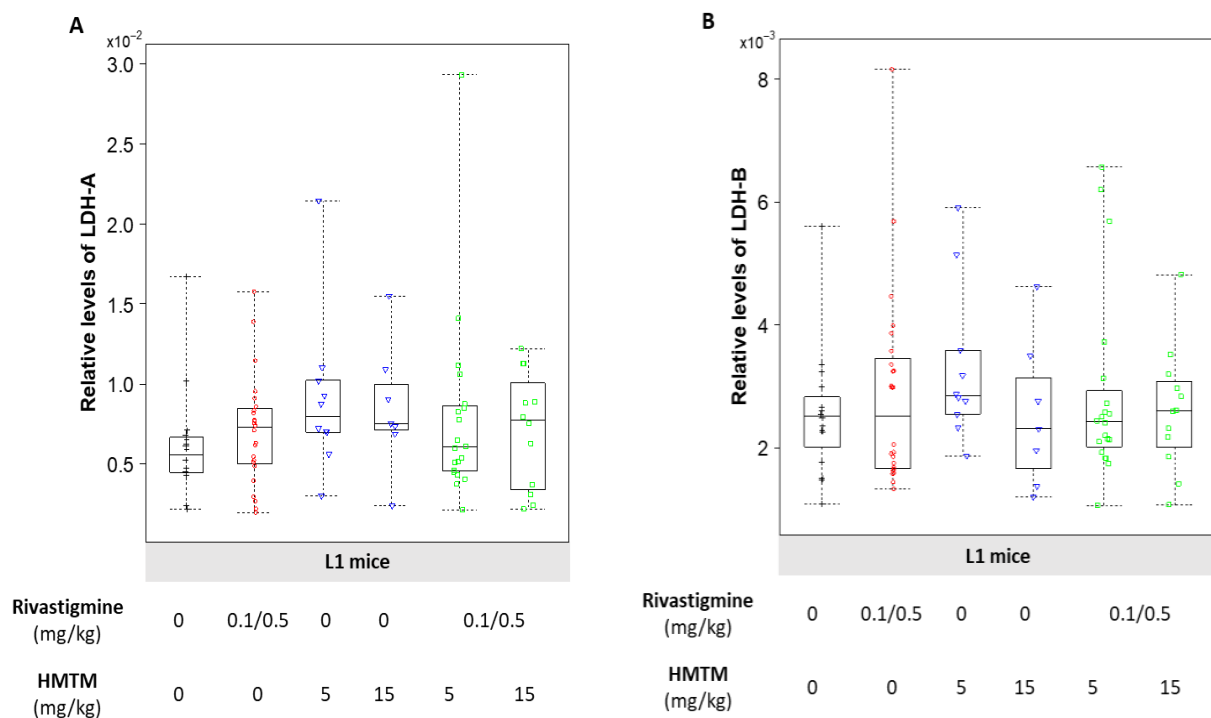 A
x10⁻²
3.0
2.5
2.0
1.5
1.0
0.5
Relative levels of LDH-A
L1 mice
Rivastigmine
(mg/kg)
0 0.1/0.5 0 0 0.1/0.5
HMTM
(mg/kg)
0 0 5 15 5 15
B
x10⁻³
8
6
4
2
Relative levels of LDH-B
L1 mice
Rivastigmine
(mg/kg)
0 0.1/0.5 0 0 0.1/0.5
HMTM
(mg/kg)
0 0 5 15 5 15